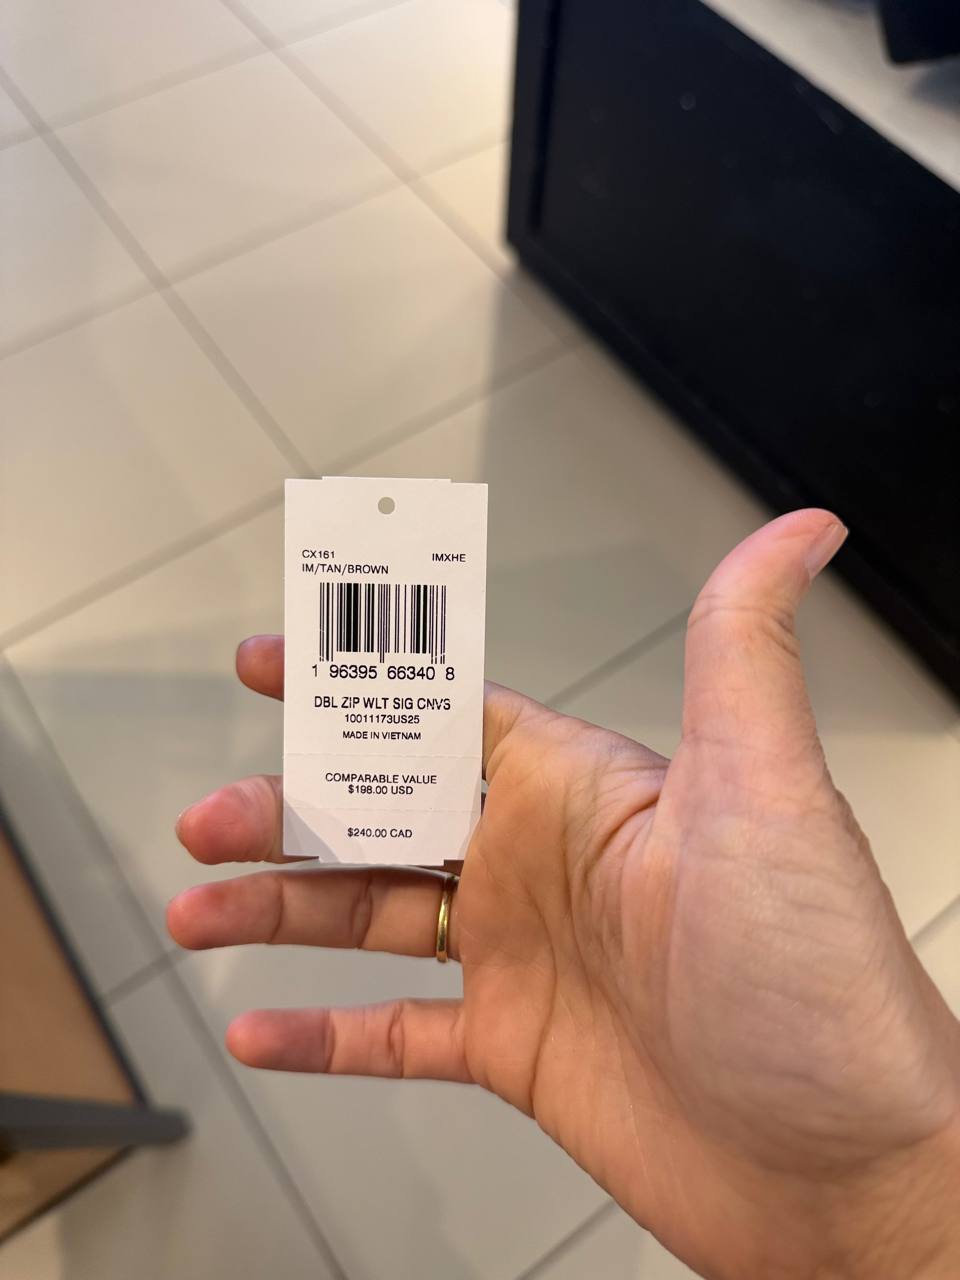 CX161 IMXHE
IM/TAN/BROWN
1 96395 66340 8
DBL ZIP WLT SIG CNVS
10011173US25
MADE IN VIETNAM
COMPARABLE VALUE
$198.00 USD
$240.00 CAD